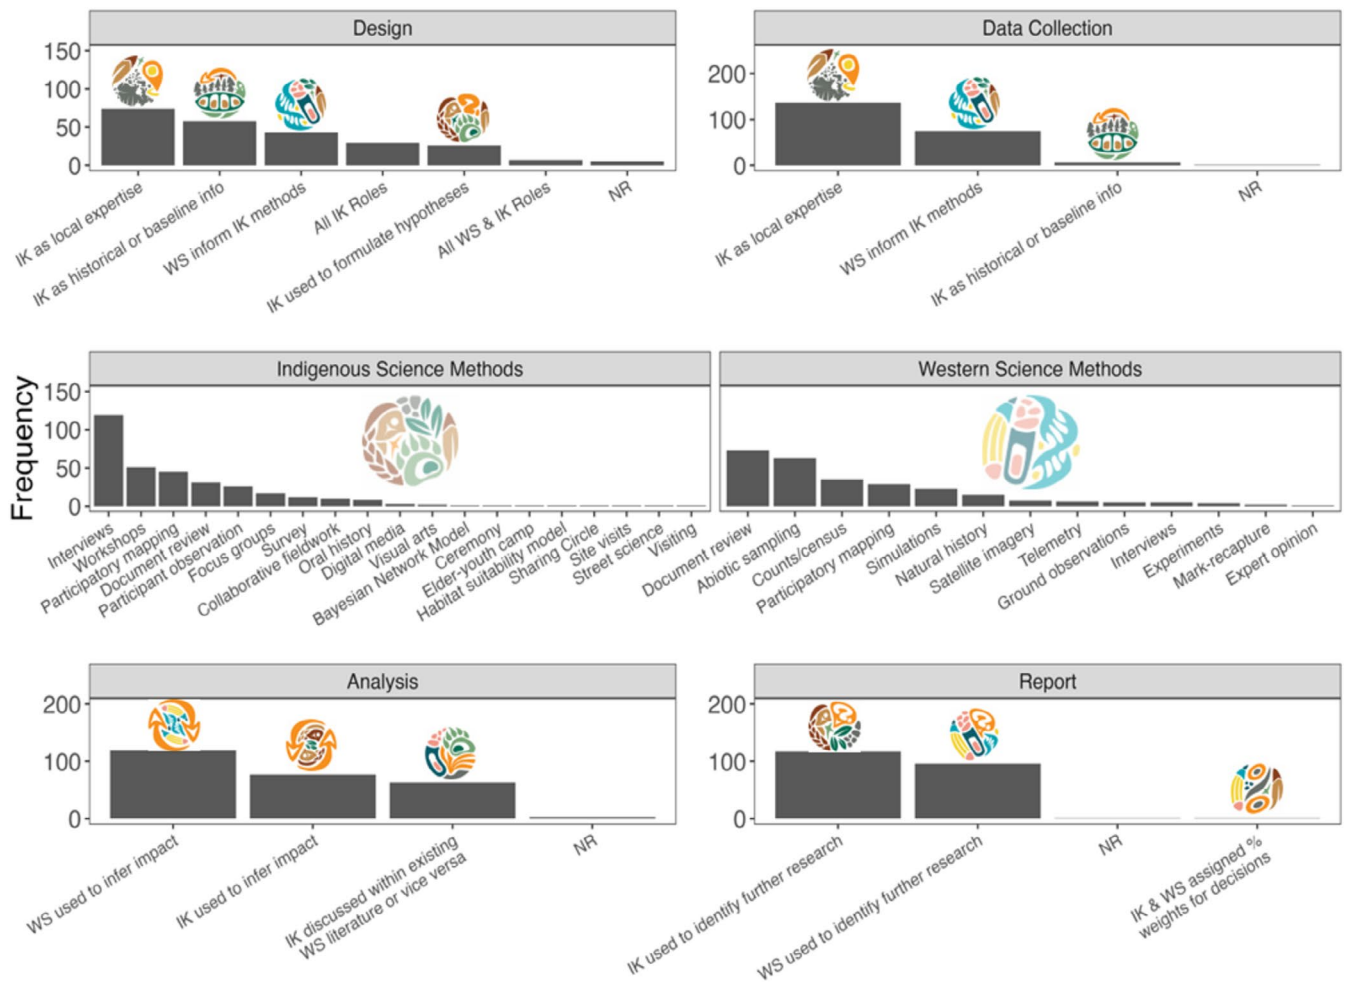 Design
Data Collection
150
100
50
0
200
100
0
IK as local expertise
IK as historical or baseline info
WS inform IK methods
All IK Roles
IK used to formulate hypotheses
All WS & IK Roles
NR
IK as local expertise
WS inform IK methods
IK as historical or baseline info
NR
Frequency
Indigenous Science Methods
Western Science Methods
150
100
50
0
Interviews
Workshops
Participatory mapping
Document review
Participant observation
Focus groups
Survey
Collaborative fieldwork
Oral history
Digital media
Visual arts
Bayesian Network Model
Ceremony
Elder-youth camp
Habitat suitability model
Sharing Circle
Site visits
Street science
Visiting
Document review
Abiotic sampling
Counts/census
Participatory mapping
Simulations
Natural history
Satellite imagery
Telemetry
Ground observations
Interviews
Experiments
Mark-recapture
Expert opinion
Analysis
Report
200
100
0
200
100
0
WS used to infer impact
IK used to infer impact
IK discussed within existing
WS literature or vice versa
NR
IK used to identify further research
WS used to identify further research
NR
IK & WS assigned %
weights for decisions